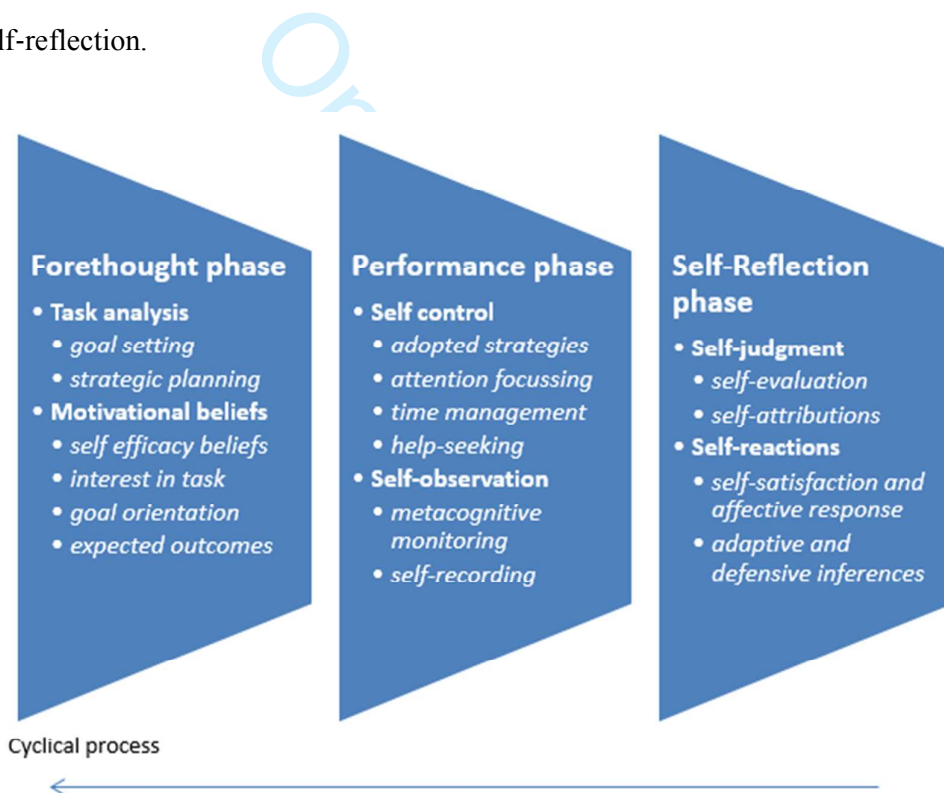 lf-reflection.
Or
Forethought phase
• Task analysis
• goal setting
• strategic planning
• Motivational beliefs
• self efficacy beliefs
• interest in task
• goal orientation
• expected outcomes
Performance phase
• Self control
• adopted strategies
• attention focussing
• time management
• help-seeking
• Self-observation
• metacognitive
monitoring
• self-recording
Self-Reflection
phase
• Self-judgment
• self-evaluation
• self-attributions
• Self-reactions
• self-satisfaction and
affective response
• adaptive and
defensive inferences
Cyclical process